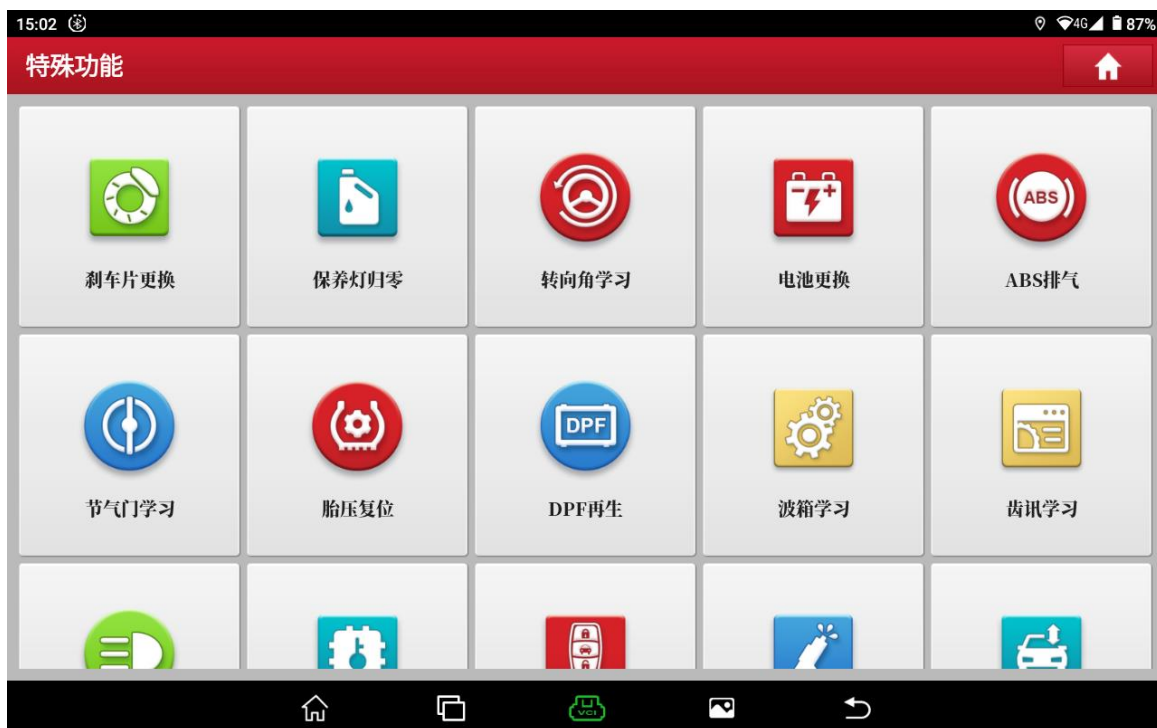 15:02
4G
87%
特殊功能
ABS
刹车片更换
保养灯归零
转向角学习
电池更换
ABS排气
DPF
节气门学习
胎压复位
DPF再生
波箱学习
齿讯学习
VCI